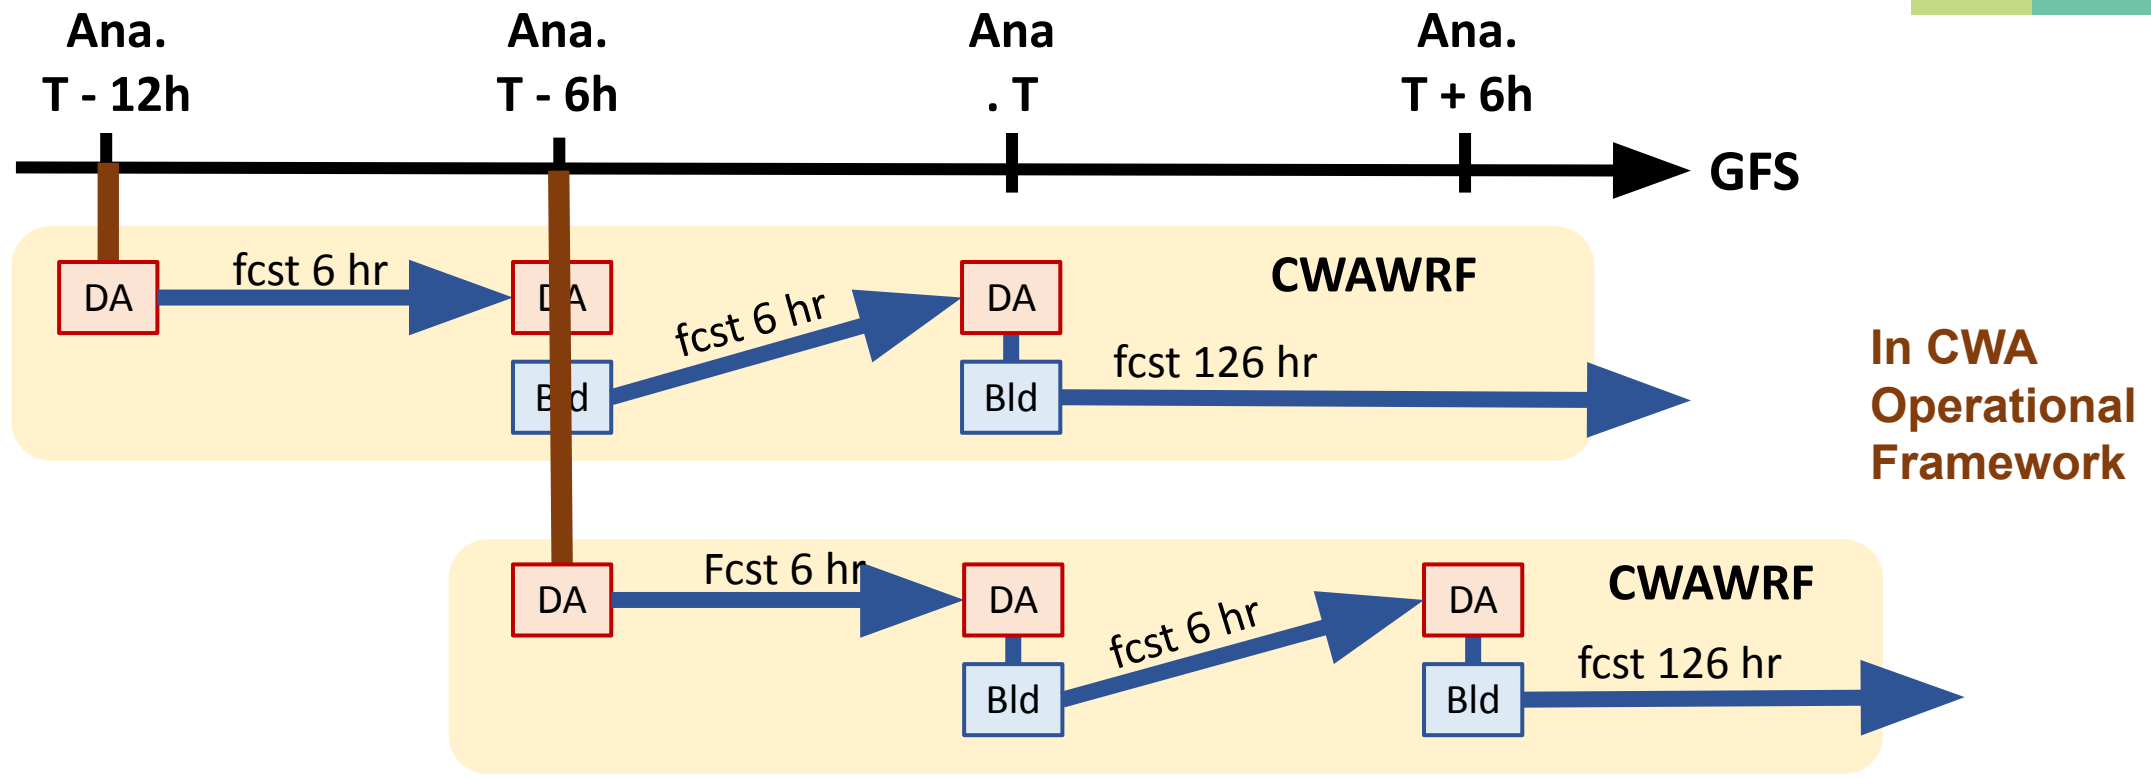 Ana.
T - 12h
Ana.
T - 6h
Ana
. T
Ana.
T + 6h
GFS
CWAWRF
DA
fcst 6 hr
DA
Bld
fcst 6 hr
DA
Bld
fcst 126 hr
In CWA
Operational
Framework
CWAWRF
DA
Fcst 6 hr
DA
Bld
fcst 6 hr
DA
Bld
fcst 126 hr